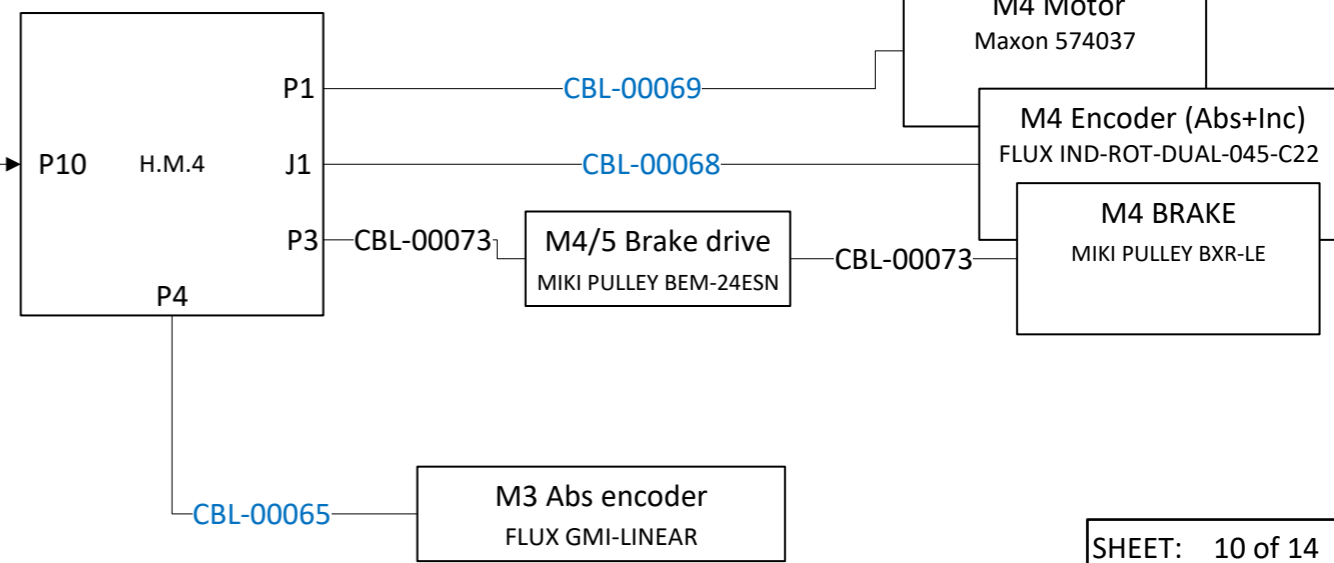 M4 Motor
Maxon 574037
P1
CBL-00069
M4 Encoder (Abs+Inc)
FLUX IND-ROT-DUAL-045-C22
P10
H.M.4
J1
CBL-00068
M4 BRAKE
MIKI PULLEY BXR-LE
P3
CBL-00073
M4/5 Brake drive
MIKI PULLEY BEM-24ESN
CBL-00073
P4
M3 Abs encoder
FLUX GMI-LINEAR
CBL-00065
SHEET: 10 of 14